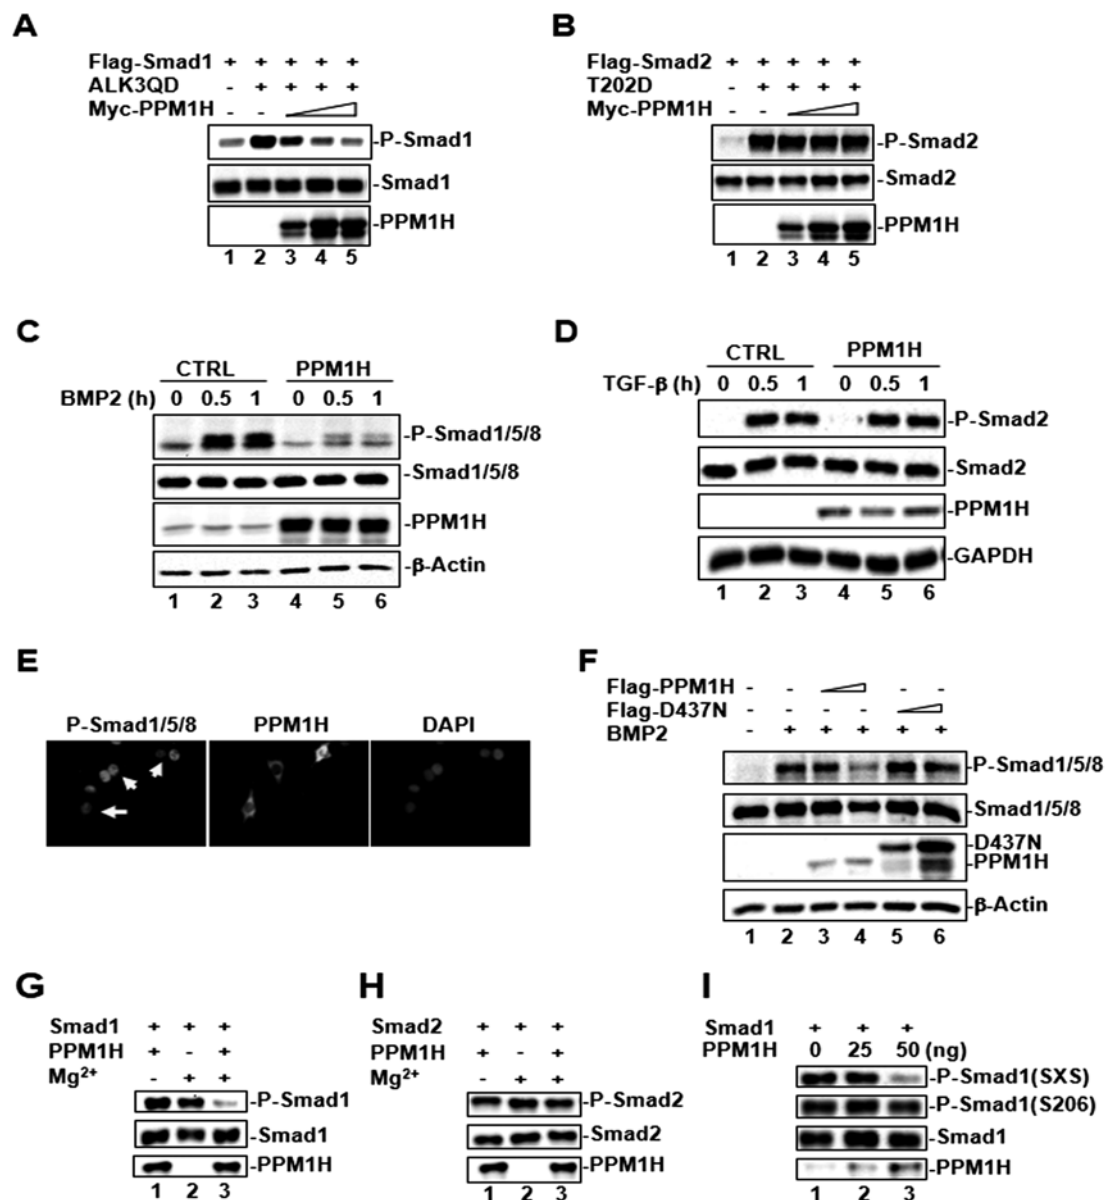 A
Flag-Smad1 + + + + +
ALK3QD - + + + +
Myc-PPM1H - -
-P-Smad1
-Smad1
-PPM1H
1 2 3 4 5
B
Flag-Smad2 + + + + +
T202D - + + + +
Myc-PPM1H - -
-P-Smad2
-Smad2
-PPM1H
1 2 3 4 5
C
CTRL PPM1H
BMP2 (h) 0 0.5 1 0 0.5 1
-P-Smad1/5/8
-Smad1/5/8
-PPM1H
-β-Actin
1 2 3 4 5 6
D
CTRL PPM1H
TGF-β (h) 0 0.5 1 0 0.5 1
-P-Smad2
-Smad2
-PPM1H
-GAPDH
1 2 3 4 5 6
E
P-Smad1/5/8 PPM1H DAPI
F
Flag-PPM1H - - - -
Flag-D437N - - - -
BMP2 - + + + + +
-P-Smad1/5/8
-Smad1/5/8
-D437N
-PPM1H
-β-Actin
1 2 3 4 5 6
G
Smad1 + + +
PPM1H + - +
Mg2+ - + +
-P-Smad1
-Smad1
-PPM1H
1 2 3
H
Smad2 + + +
PPM1H + - +
Mg2+ - + +
-P-Smad2
-Smad2
-PPM1H
1 2 3
I
Smad1 + + +
PPM1H 0 25 50 (ng)
-P-Smad1(SXS)
-P-Smad1(S206)
-Smad1
-PPM1H
1 2 3